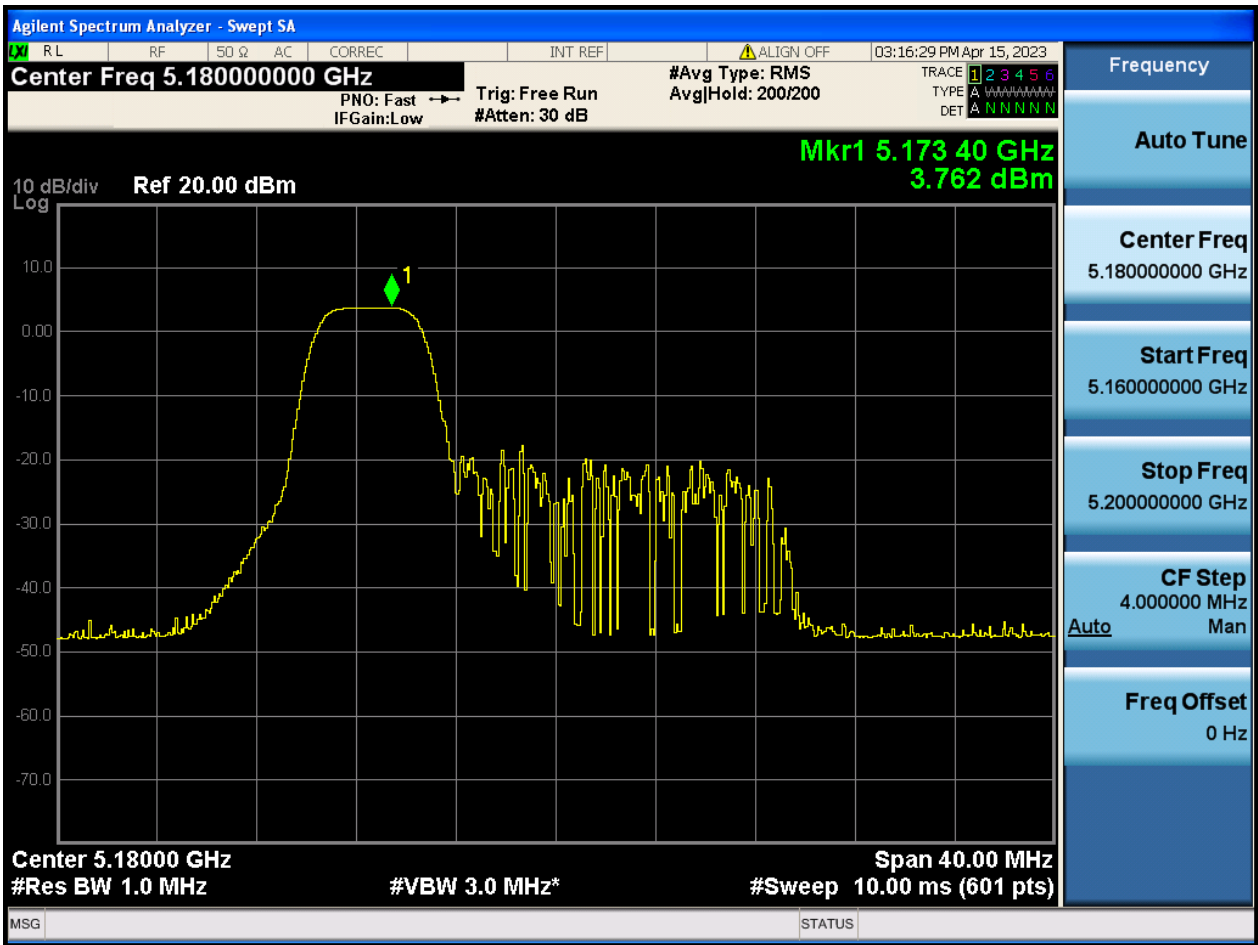 Agilent Spectrum Analyzer - Swept SA
LXI RL RF 50 Ω AC CORREC INT REF ALIGN OFF 03:16:29 PM Apr 15, 2023
Center Freq 5.180000000 GHz
PNO: Fast
IFGain:Low
Trig: Free Run
#Atten: 30 dB
#Avg Type: RMS
Avg|Hold: 200/200
TRACE 1 2 3 4 5 6
TYPE A WWWWW
DET A N N N N N
Mkr1 5.173 40 GHz
3.762 dBm
10 dB/div Ref 20.00 dBm
Log
1
10.0
0.00
-10.0
-20.0
-30.0
-40.0
-50.0
-60.0
-70.0
Center 5.18000 GHz Span 40.00 MHz
#Res BW 1.0 MHz #VBW 3.0 MHz* #Sweep 10.00 ms (601 pts)
MSG STATUS
Frequency
Auto Tune
Center Freq
5.180000000 GHz
Start Freq
5.160000000 GHz
Stop Freq
5.200000000 GHz
CF Step
4.000000 MHz
Auto Man
Freq Offset
0 Hz